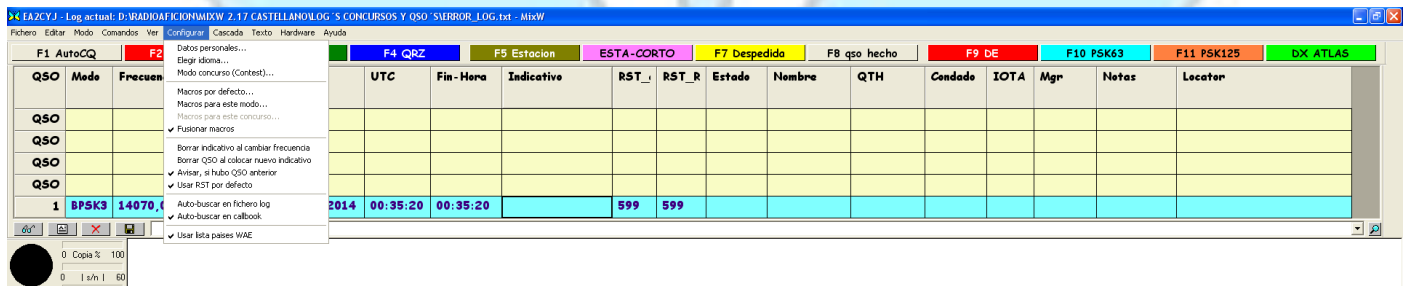 EA2CYJ - Log actual: D:\RADIOAFICION\MIXW 2.17 CASTELLANO\LOG´S CONCURSOS Y QSO´S\ERROR_LOG.txt - MixW
Fichero Editar Modo Comandos Ver Configurar Cascada Texto Hardware Ayuda
F1 AutoCQ F2 F4 QRZ F5 Estacion ESTA-CORTO F7 Despedida F8 qso hecho F9 DE F10 PSK63 F11 PSK125 DX ATLAS
QSO Modo Frecuen UTC Fin-Hora Indicativo RST_ RST_R Estado Nombre QTH Condado IOTA Mgr Notas Locator
QSO
QSO
QSO
QSO
1 BPSK3 14070,0 2014 00:35:20 00:35:20 599 599
Datos personales...
Elegir idioma...
Modo concurso (Contest)...
Macros por defecto...
Macros para este modo...
Macros para este concurso...
Fusionar macros
Borrar indicativo al cambiar frecuencia
Borrar QSO al colocar nuevo indicativo
Avisar, si hubo QSO anterior
Usar RST por defecto
Auto-buscar en fichero log
Auto-buscar en callbook
Usar lista paises WAE
0 Copia % 100
0 | s/n | 60